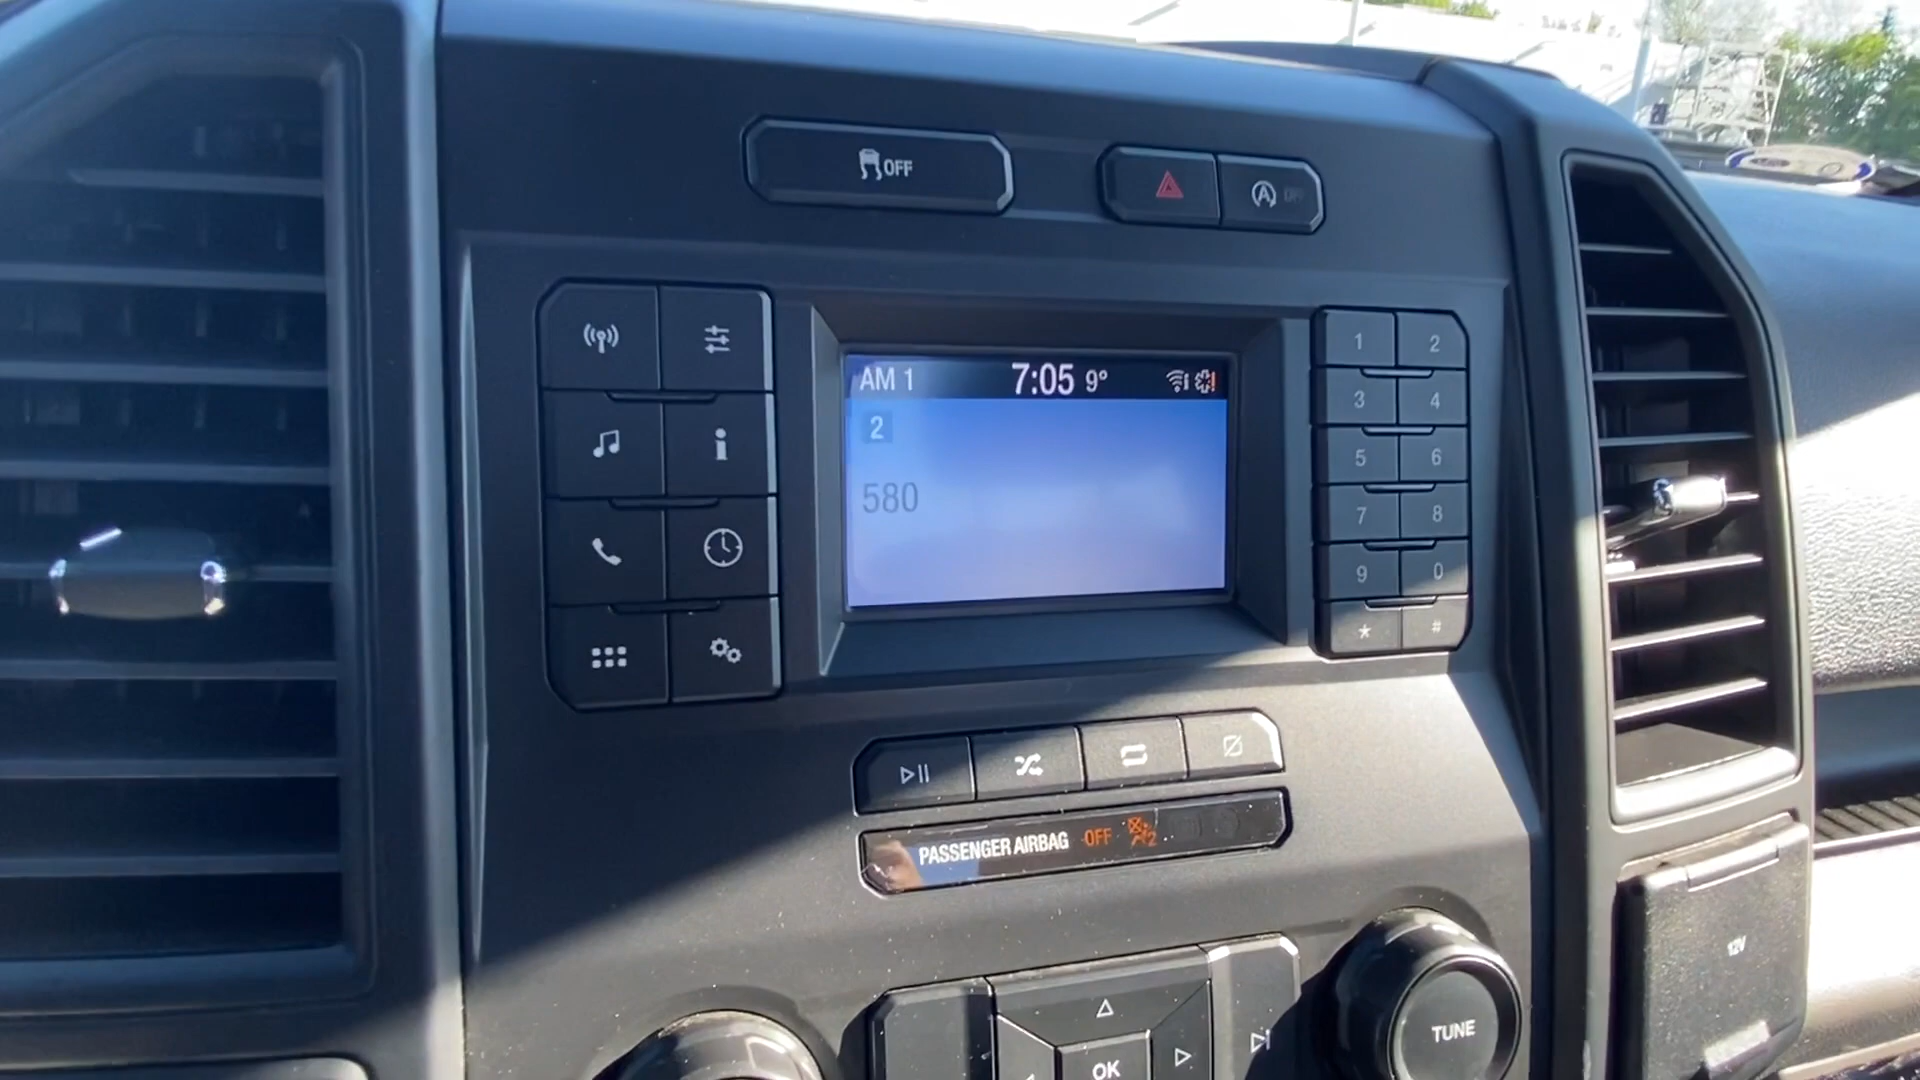 OFF
A OFF
AM 1 7:05 9°
2
580
1 2
3 4
5 6
7 8
9 0
* #
PASSENGER AIRBAG OFF 2
12V
TUNE
OK